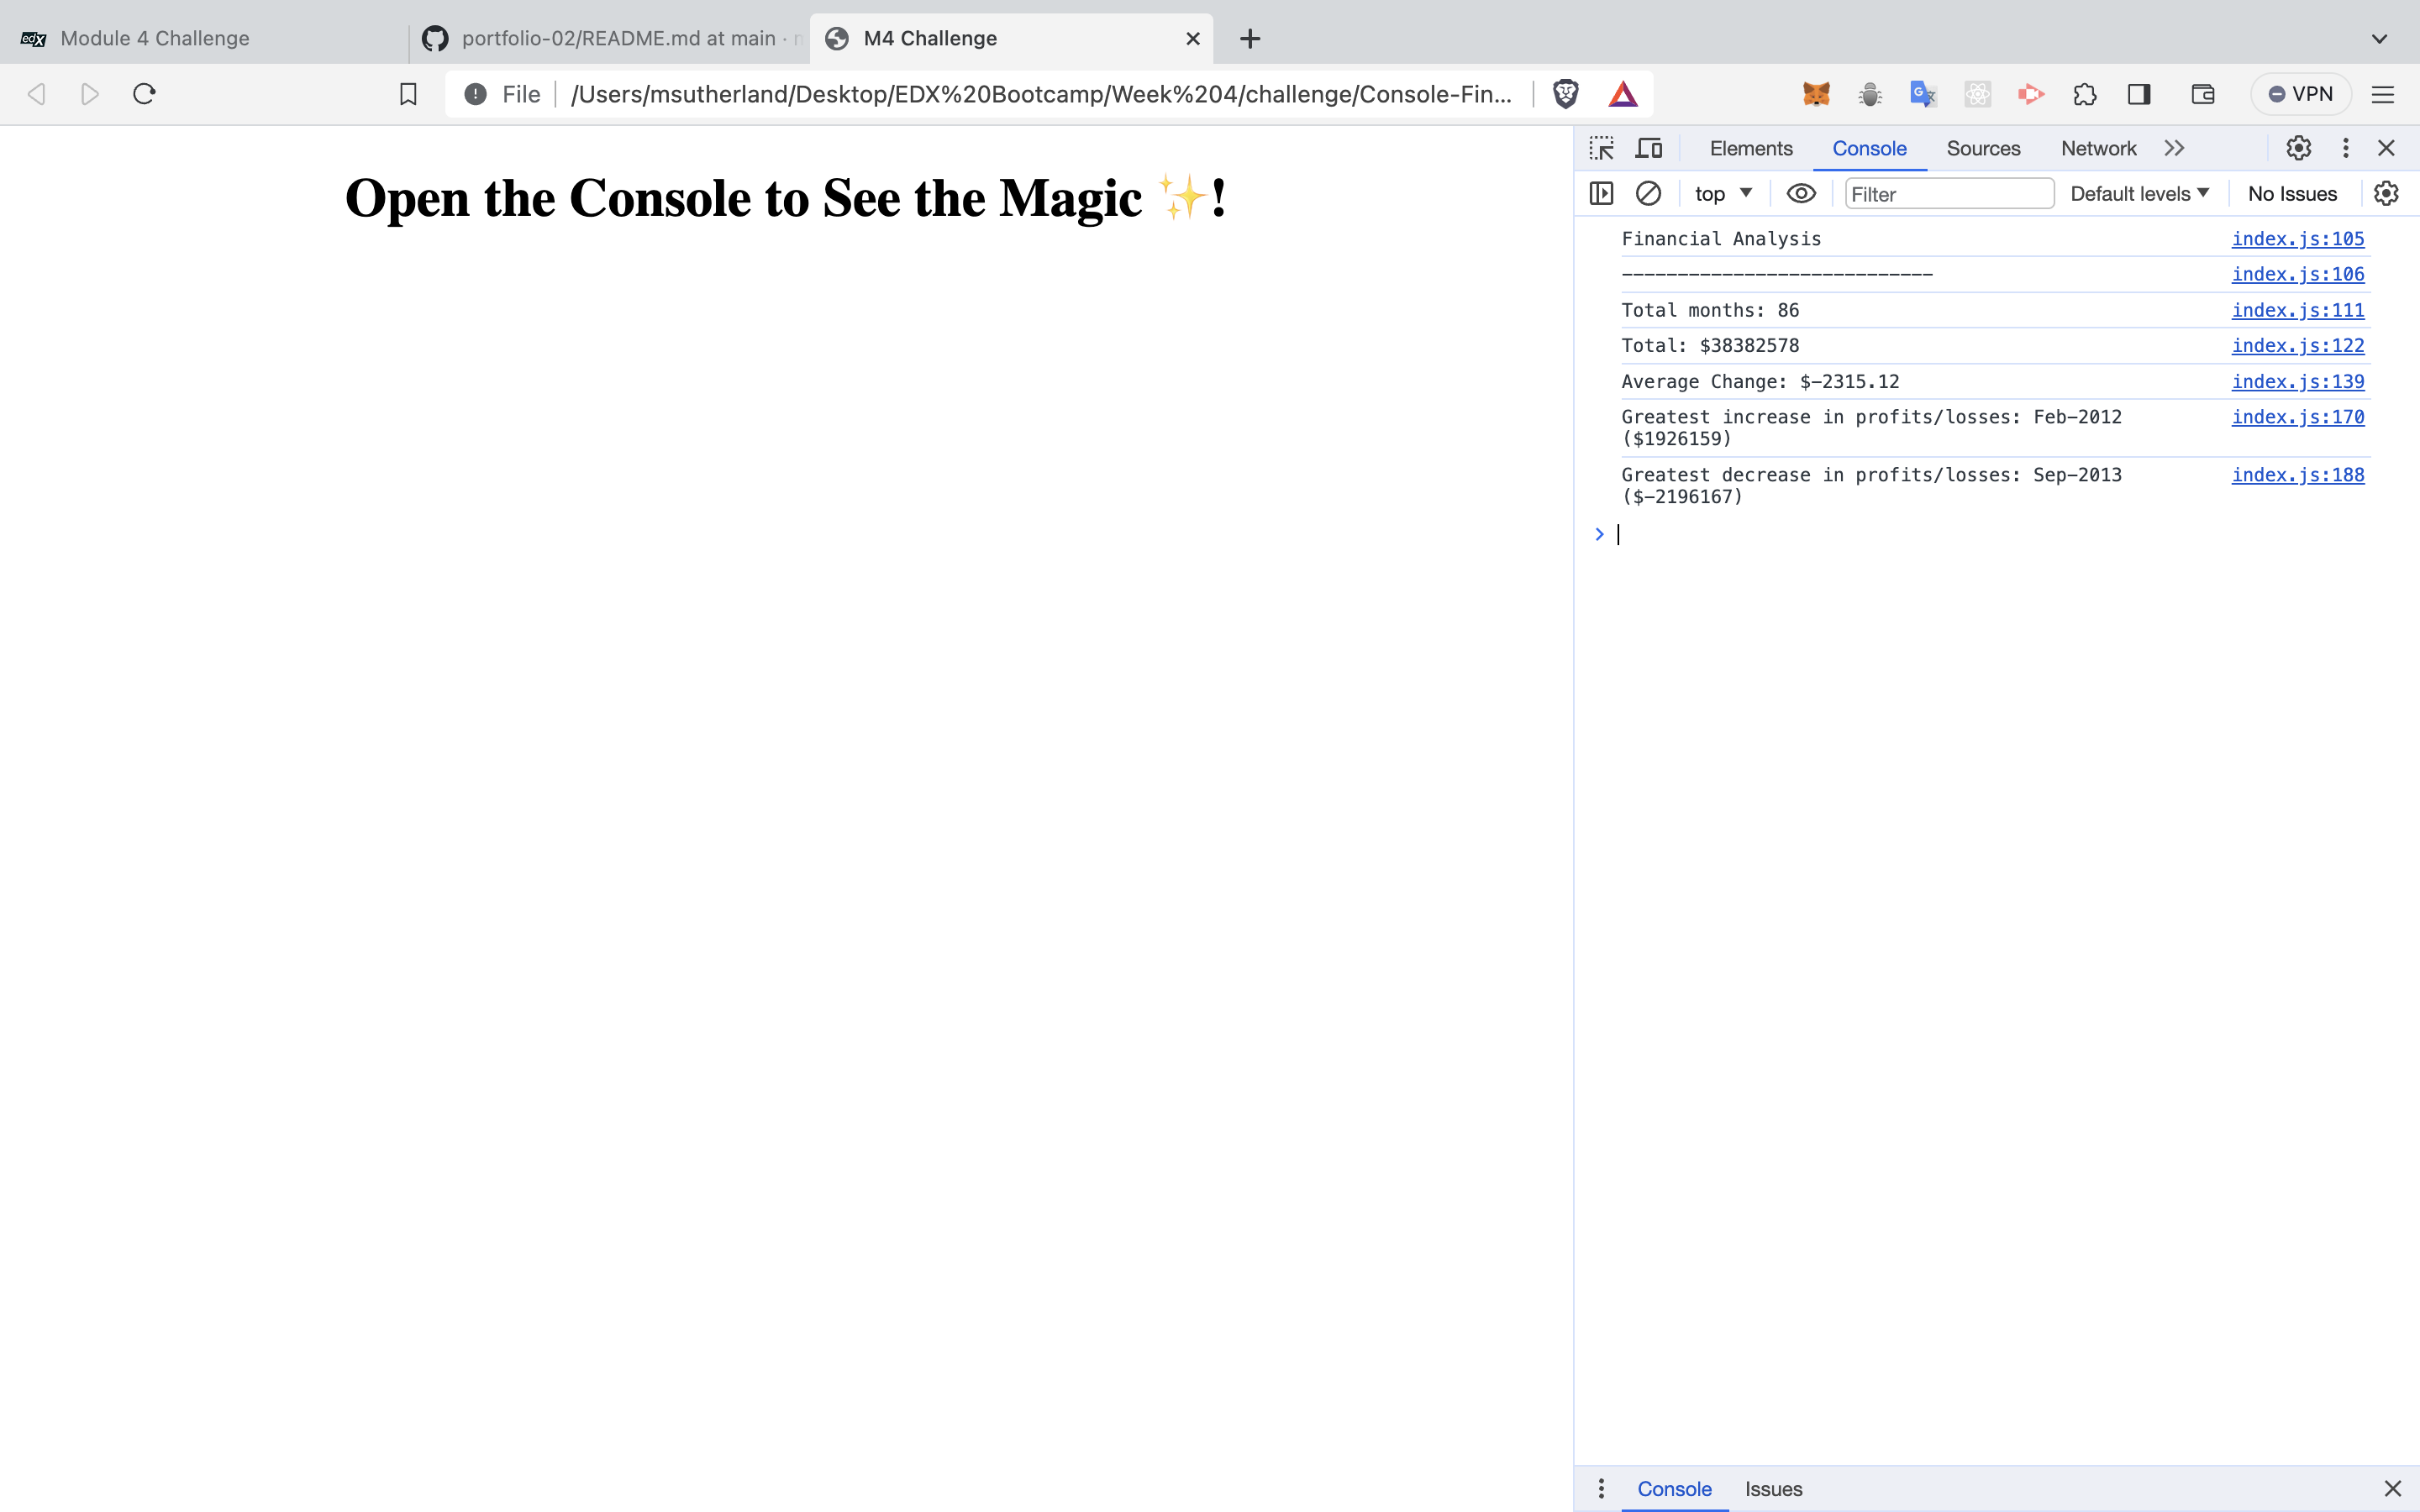 edX Module 4 Challenge
portfolio-02/README.md at main ·
M4 Challenge
File /Users/msutherland/Desktop/EDX%20Bootcamp/Week%204/challenge/Console-Fin...
VPN
Open the Console to See the Magic ✨!
Elements Console Sources Network
top Filter Default levels No Issues
Financial Analysis index.js:105
---------------------------- index.js:106
Total months: 86 index.js:111
Total: $38382578 index.js:122
Average Change: $-2315.12 index.js:139
Greatest increase in profits/losses: Feb-2012 index.js:170
($1926159)
Greatest decrease in profits/losses: Sep-2013 index.js:188
($-2196167)
Console Issues